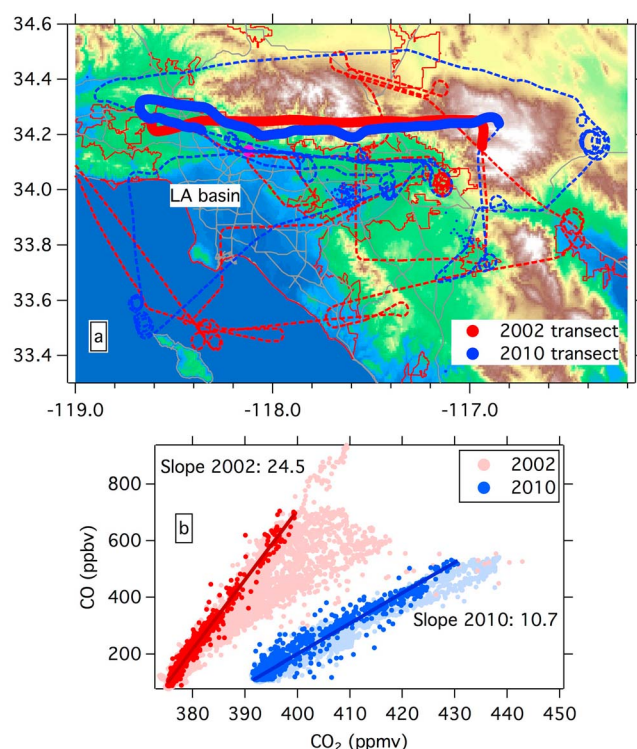 34.6
34.4
34.2
34.0
33.8
33.6
33.4
LA basin
a
2002 transect
2010 transect
-119.0
-118.0
-117.0
Slope 2002: 24.5
2002
2010
b
Slope 2010: 10.7
800
600
400
200
CO (ppbv)
380
390
400
410
420
430
440
450
CO2 (ppmv)